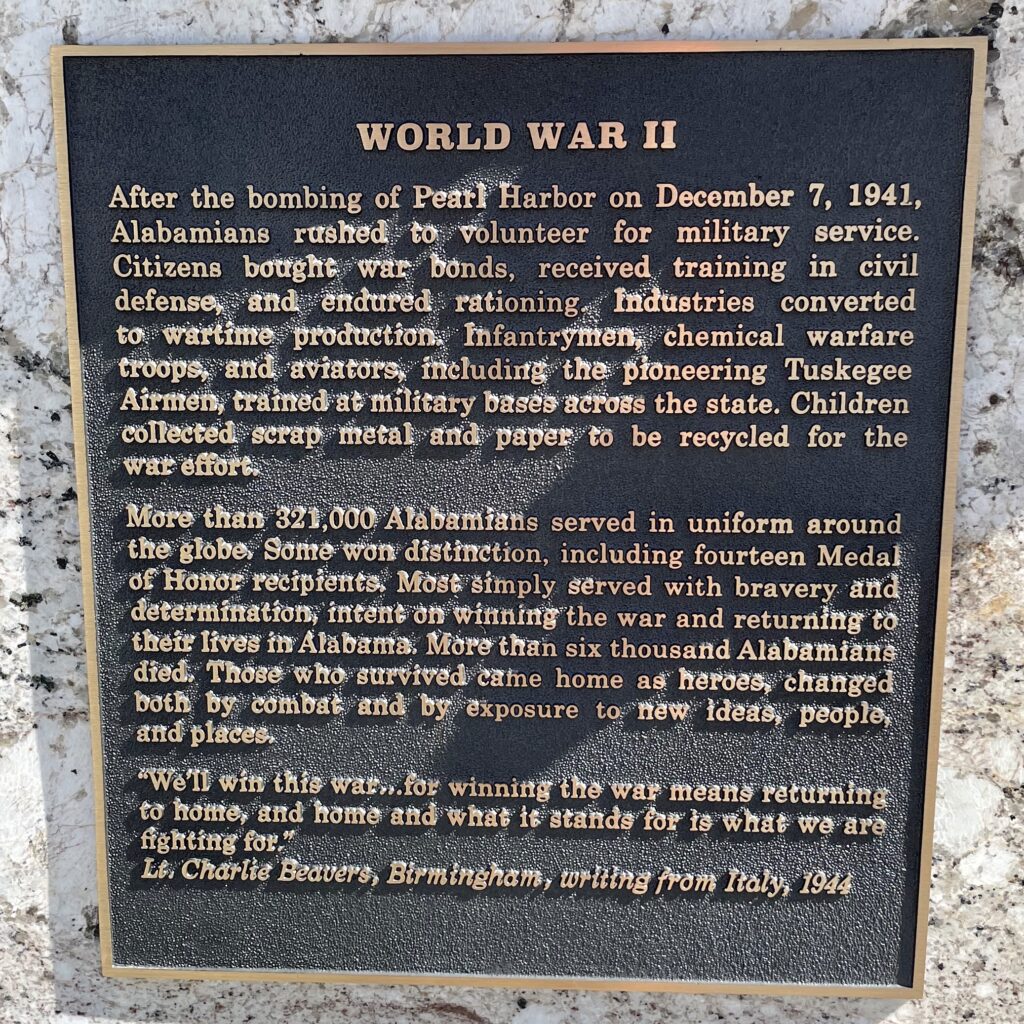 WORLD WAR II
After the bombing of Pearl Harbor on December 7, 1941,
Alabamians rushed to volunteer for military service.
Citizens bought war bonds, received training in civil
defense, and endured rationing. Industries converted
to wartime production. Infantrymen, chemical warfare
troops, and aviators, including the pioneering Tuskegee
Airmen, trained at military bases across the state. Children
collected scrap metal and paper to be recycled for the
war effort.
More than 321,000 Alabamians served in uniform around
the globe. Some won distinction, including fourteen Medal
of Honor recipients. Most simply served with bravery and
determination, intent on winning the war and returning to
their lives in Alabama. More than six thousand Alabamians
died. Those who survived came home as heroes, changed
both by combat and by exposure to new ideas, people,
and places.
“We’ll win this war...for winning the war means returning
to home, and home and what it stands for is what we are
fighting for.”
Lt. Charlie Beavers, Birmingham, writing from Italy, 1944